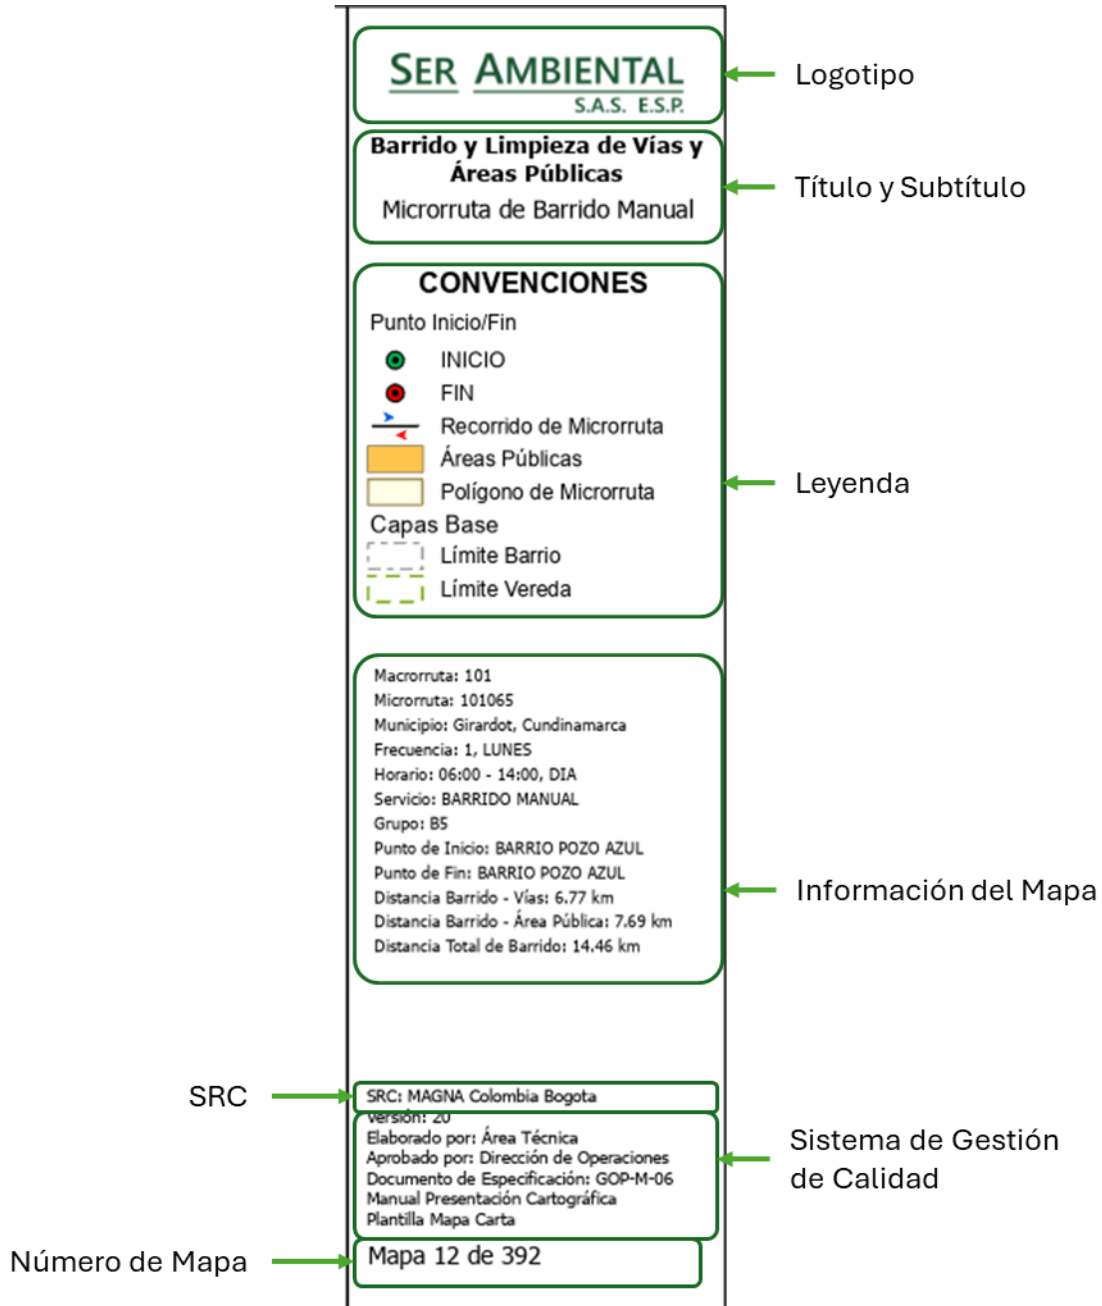 SER AMBIENTAL
S.A.S. E.S.P.
Logotipo
Barrido y Limpieza de Vías y
Áreas Públicas
Microrruta de Barrido Manual
Título y Subtítulo
CONVENCIONES
Punto Inicio/Fin
INICIO
FIN
Recorrido de Microrruta
Áreas Públicas
Polígono de Microrruta
Capas Base
Límite Barrio
Límite Vereda
Leyenda
Macrorruta: 101
Microrruta: 101065
Municipio: Girardot, Cundinamarca
Frecuencia: 1, LUNES
Horario: 06:00 - 14:00, DIA
Servicio: BARRIDO MANUAL
Grupo: B5
Punto de Inicio: BARRIO POZO AZUL
Punto de Fin: BARRIO POZO AZUL
Distancia Barrido - Vías: 6.77 km
Distancia Barrido - Área Pública: 7.69 km
Distancia Total de Barrido: 14.46 km
Información del Mapa
SRC
SRC: MAGNA Colombia Bogota
Versión: 20
Elaborado por: Área Técnica
Aprobado por: Dirección de Operaciones
Documento de Especificación: GOP-M-06
Manual Presentación Cartográfica
Plantilla Mapa Carta
Sistema de Gestión
de Calidad
Número de Mapa
Mapa 12 de 392